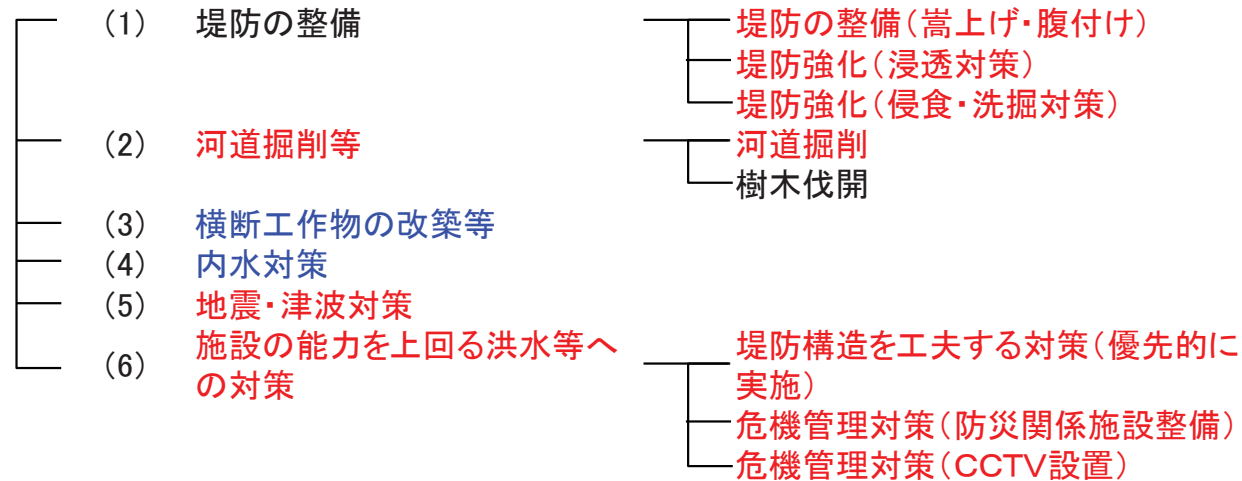 (1) 堤防の整備 堤防の整備(嵩上げ・腹付け)
堤防強化(浸透対策)
堤防強化(侵食・洗掘対策)
(2) 河道掘削等 河道掘削
樹木伐開
(3) 横断工作物の改築等
(4) 内水対策
(5) 地震・津波対策
(6) 施設の能力を上回る洪水等へ
の対策
堤防構造を工夫する対策(優先的に
実施)
危機管理対策(防災関係施設整備)
危機管理対策(CCTV設置)